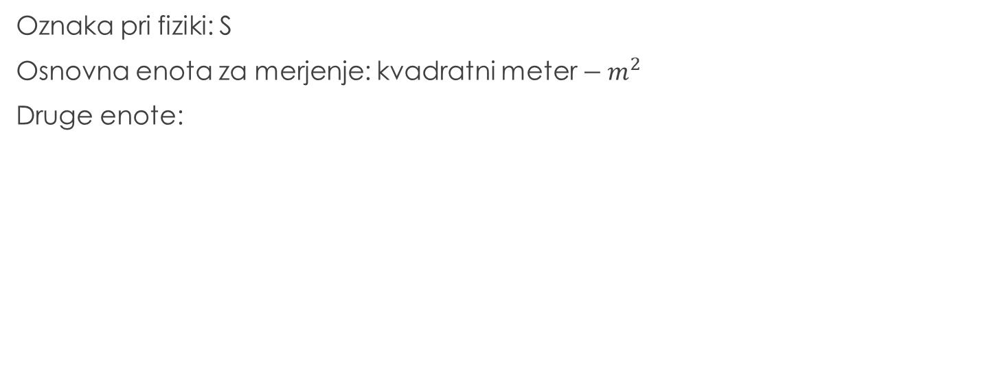 Oznaka pri fiziki: S
Osnovna enota za merjenje: kvadratni meter – m²
Druge enote: